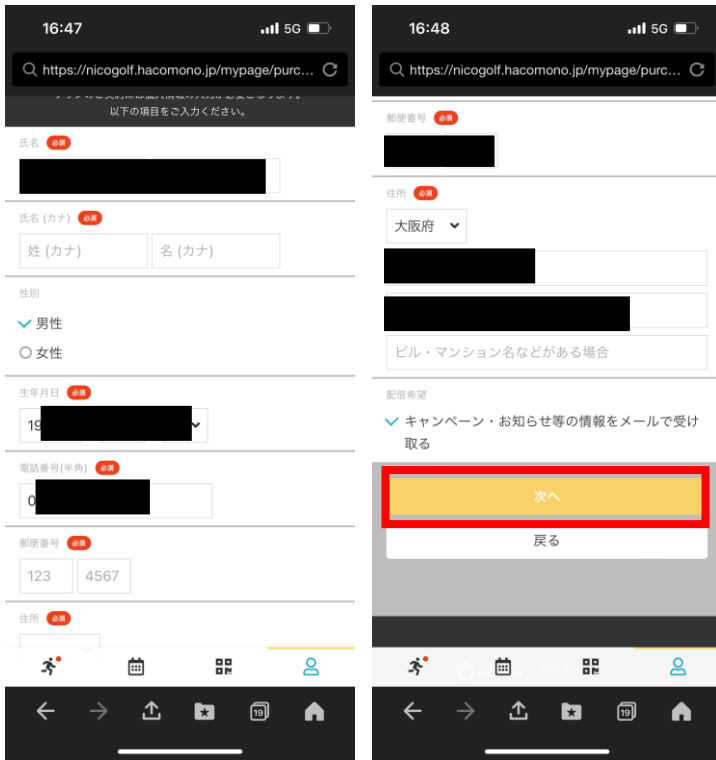 16:47
5G
https://nicogolf.hacomono.jp/mypage/purc...
以下の項目をご入力ください。
氏名 必須
氏名 (カナ) 必須
姓 (カナ) 名 (カナ)
性別
男性
女性
生年月日 必須
19
電話番号(半角) 必須
0
郵便番号 必須
123 4567
住所 必須
19
16:48
5G
https://nicogolf.hacomono.jp/mypage/purc...
郵便番号 必須
住所 必須
大阪府
ビル・マンション名などがある場合
配信希望
キャンペーン・お知らせ等の情報をメールで受け
取る
次へ
戻る
19